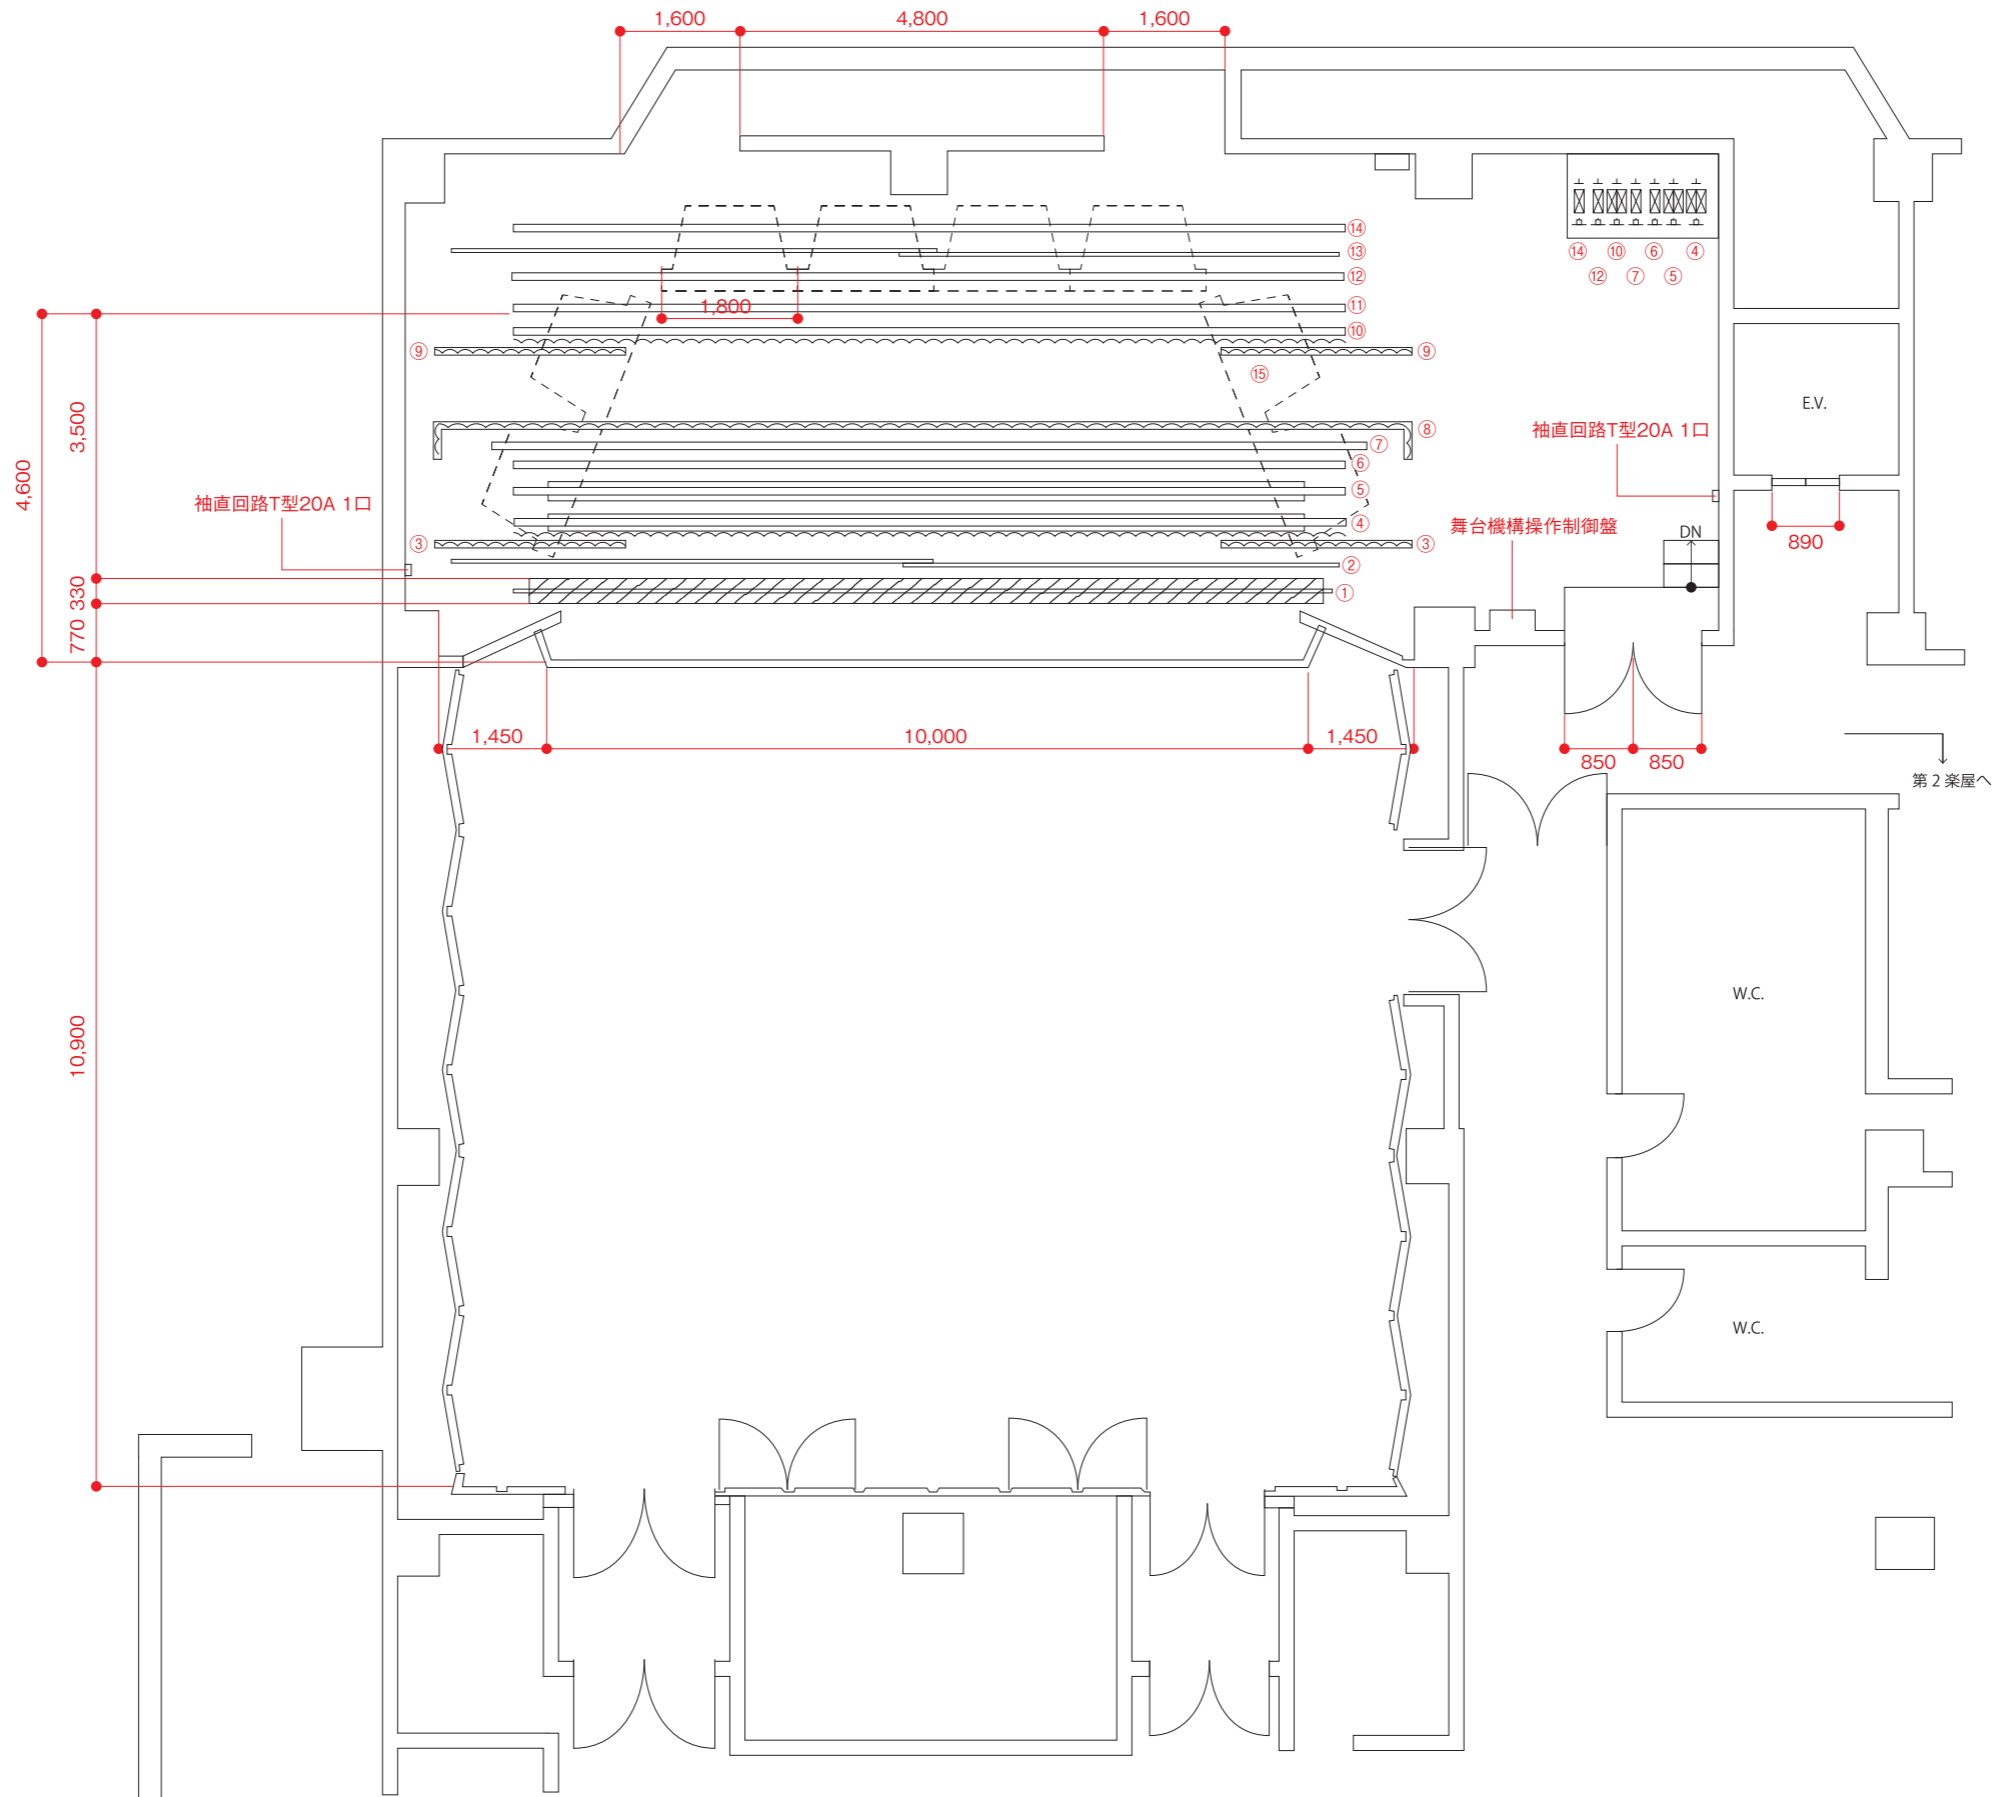 1,600 4,800 1,600
⑭
⑬
⑫
⑪
1,800
⑩
⑨ ⑨
⑮
⑧
⑦
⑥
⑤
④
③ ③
②
①
⑭ ⑩ ⑥ ④
⑫ ⑦ ⑤
4,600
3,500
330
770
10,900
袖直回路T型20A 1口
袖直回路T型20A 1口
舞台機構操作制御盤
E.V.
890
DN
1,450 10,000 1,450
850 850
第２楽屋へ
W.C.
W.C.